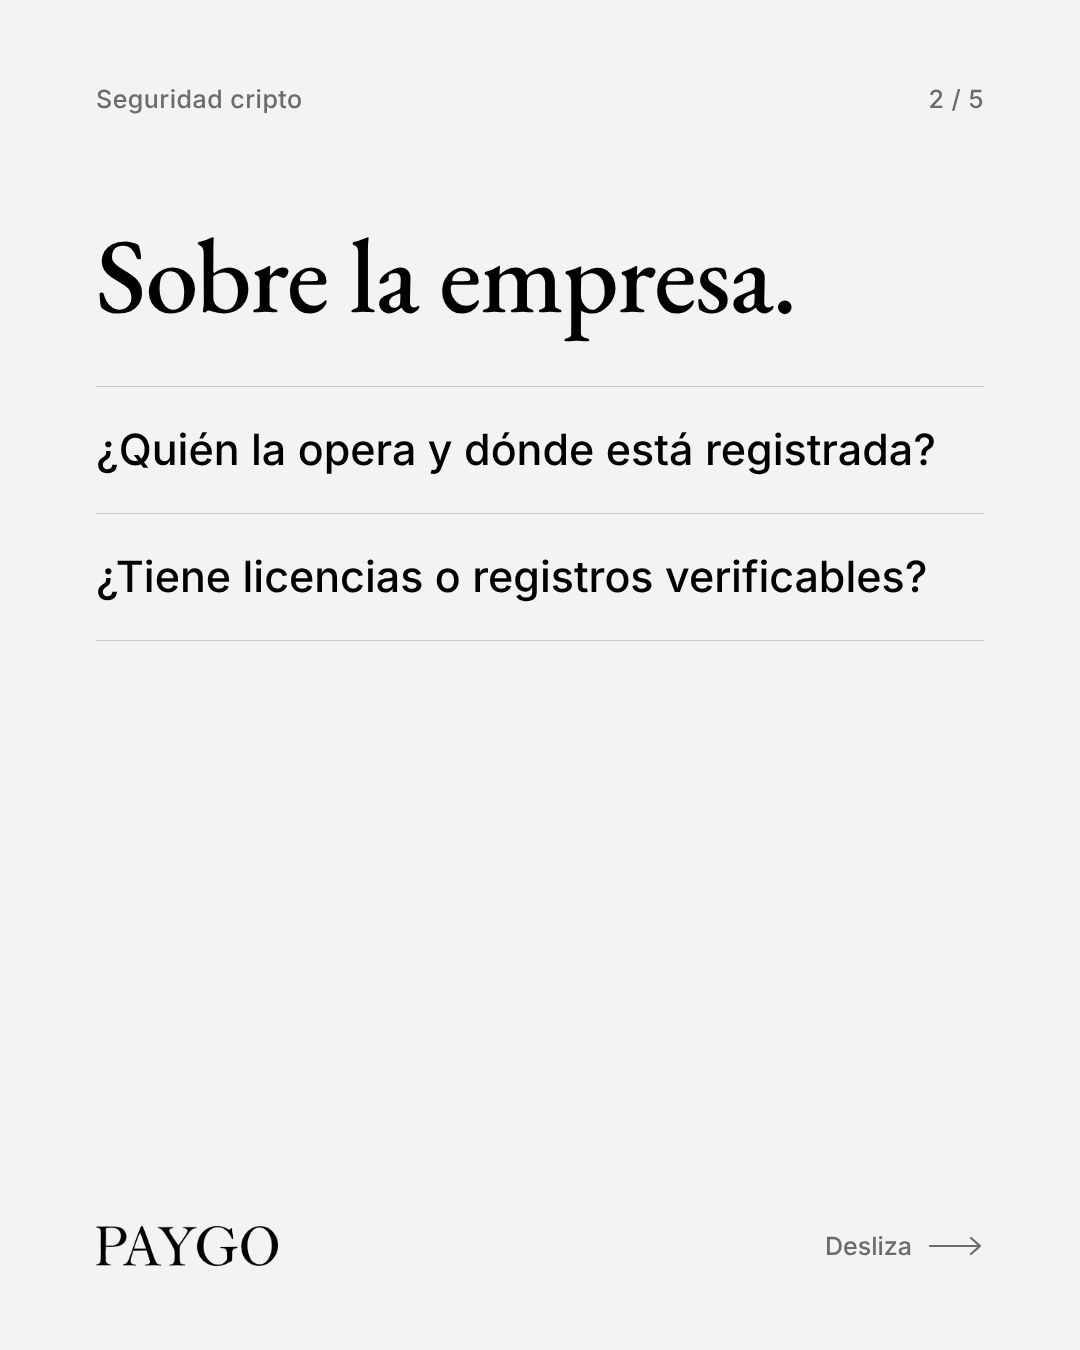 Seguridad cripto
2 / 5
Sobre la empresa.
¿Quién la opera y dónde está registrada?
¿Tiene licencias o registros verificables?
PAYGO
Desliza